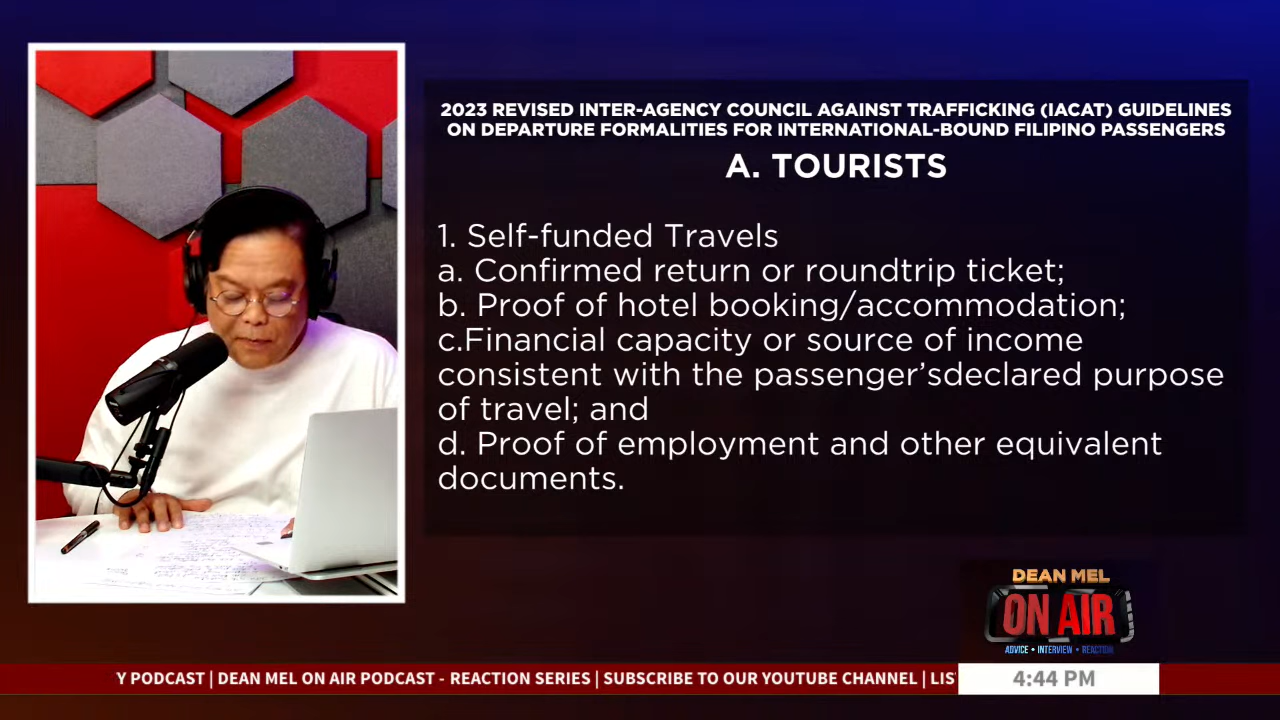 2023 REVISED INTER-AGENCY COUNCIL AGAINST TRAFFICKING (IACAT) GUIDELINES
ON DEPARTURE FORMALITIES FOR INTERNATIONAL-BOUND FILIPINO PASSENGERS
A. TOURISTS
1. Self-funded Travels
a. Confirmed return or roundtrip ticket;
b. Proof of hotel booking/accommodation;
c.Financial capacity or source of income
consistent with the passenger’sdeclared purpose
of travel; and
d. Proof of employment and other equivalent
documents.
DEAN MEL
ON AIR
ADVICE • INTERVIEW • REACTION
Y PODCAST | DEAN MEL ON AIR PODCAST - REACTION SERIES | SUBSCRIBE TO OUR YOUTUBE CHANNEL | LIS
4:44 PM